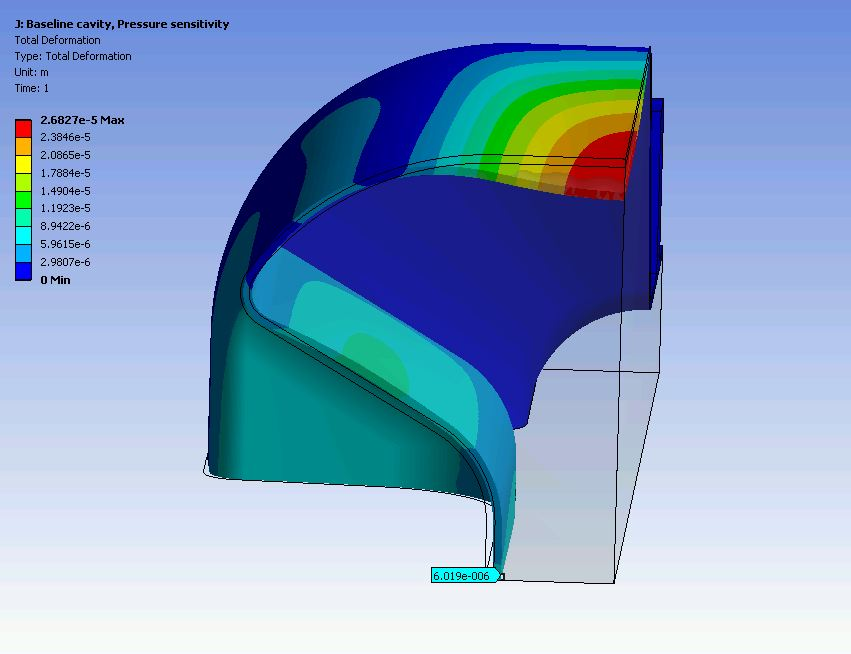 J: Baseline cavity, Pressure sensitivity
Total Deformation
Type: Total Deformation
Unit: m
Time: 1
2.6827e-5 Max
2.3846e-5
2.0865e-5
1.7884e-5
1.4904e-5
1.1923e-5
8.9422e-6
5.9615e-6
2.9807e-6
0 Min
6.019e-006